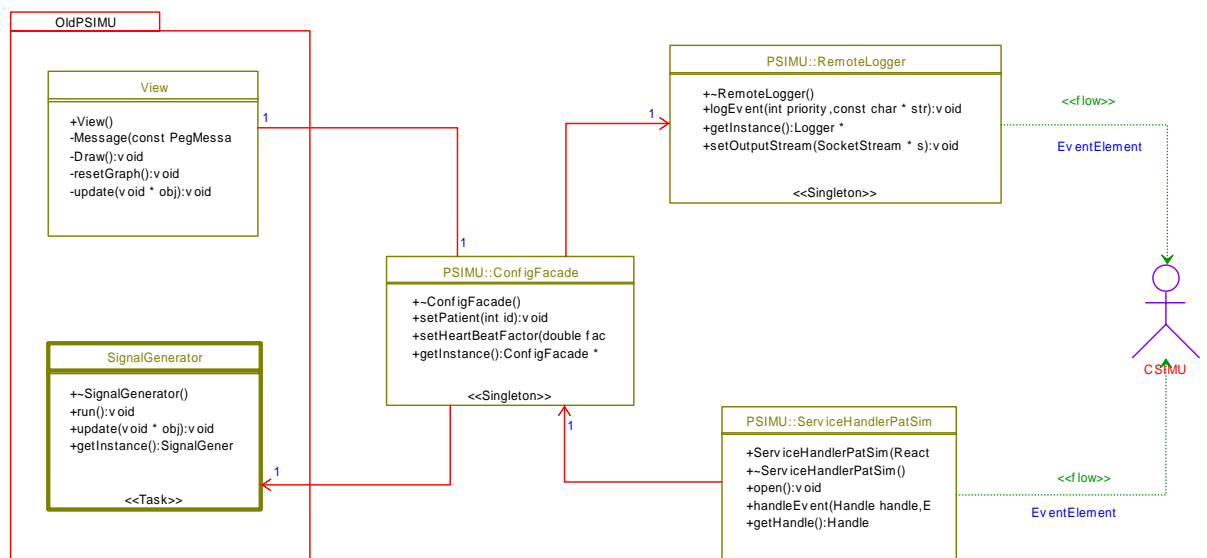 OldPSIMU
View
+View()
-Message(const PegMessa
-Draw():void
-resetGraph():void
-update(void * obj):void
1
1
SignalGenerator
+~SignalGenerator()
+run():void
+update(void * obj):void
+getInstance():SignalGener
<<Task>>
1
PSIMU::ConfigFacade
+~ConfigFacade()
+setPatient(int id):void
+setHeartBeatFactor(double fac
+getInstance():ConfigFacade *
<<Singleton>>
1
PSIMU::RemoteLogger
+~RemoteLogger()
+logEvent(int priority,const char * str):void
+getInstance():Logger *
+setOutputStream(SocketStream * s):void
<<Singleton>>
1
<<flow>>
EventElement
CSIMU
PSIMU::ServiceHandlerPatSim
+ServiceHandlerPatSim(React
+~ServiceHandlerPatSim()
+open():void
+handleEvent(Handle handle,E
+getHandle():Handle
<<flow>>
EventElement